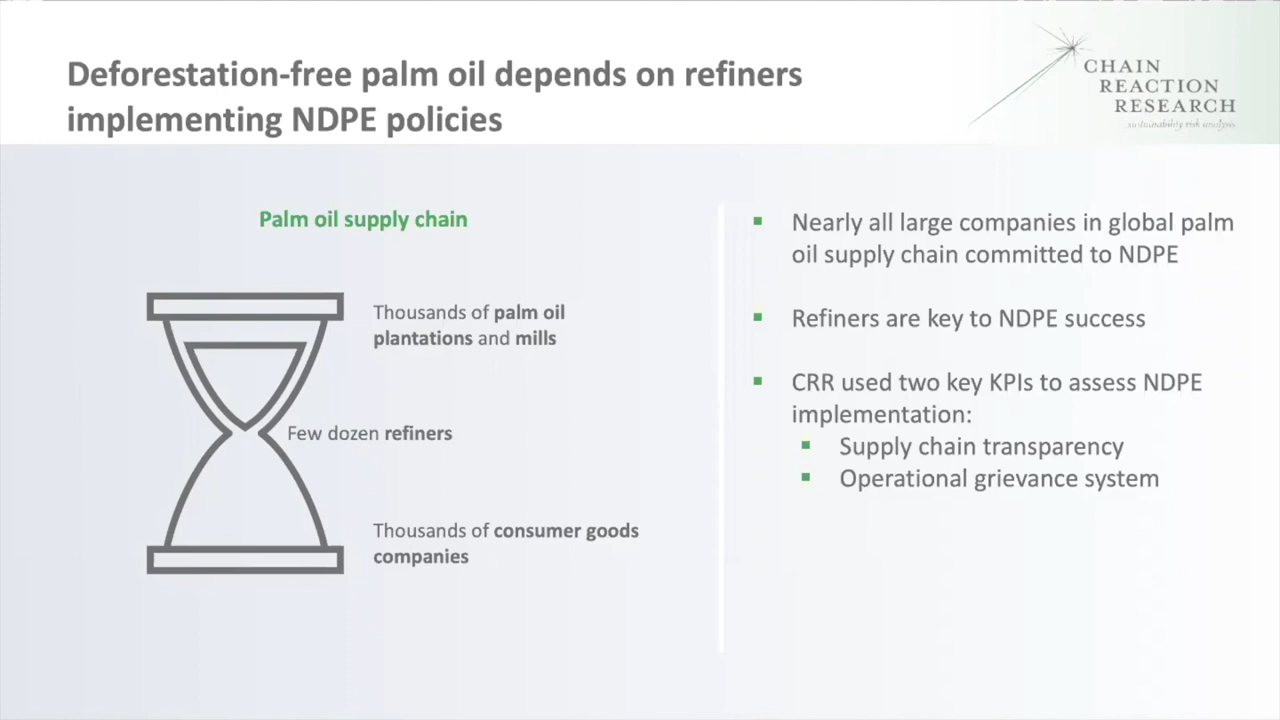 Deforestation-free palm oil depends on refiners
implementing NDPE policies
CHAIN
REACTION
RESEARCH
...sustainability risk analysis
Palm oil supply chain
Thousands of palm oil
plantations and mills
Few dozen refiners
Thousands of consumer goods
companies
▪ Nearly all large companies in global palm
oil supply chain committed to NDPE
▪ Refiners are key to NDPE success
▪ CRR used two key KPIs to assess NDPE
implementation:
▪ Supply chain transparency
▪ Operational grievance system